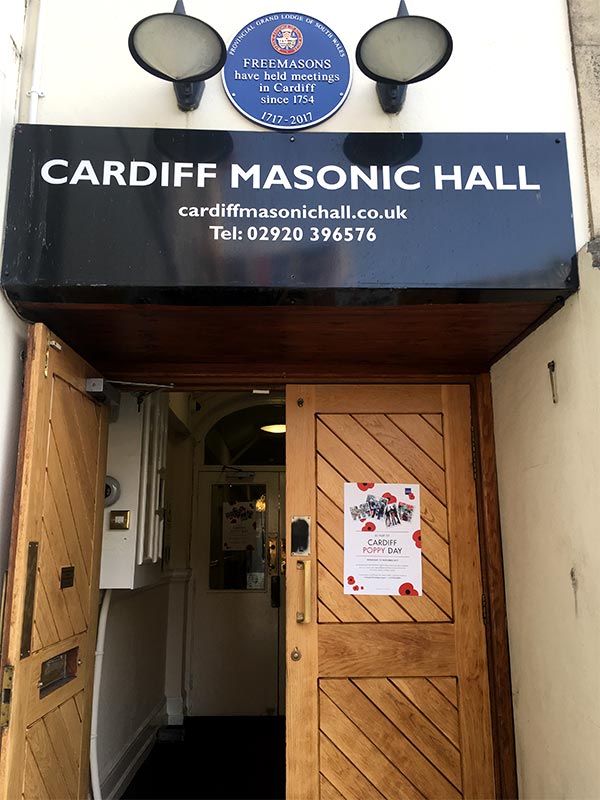 PROVINCIAL GRAND LODGE OF SOUTH WALES
FREEMASONS
have held meetings
in Cardiff
since 1754
1717-2017
CARDIFF MASONIC HALL
cardiffmasonichall.co.uk
Tel: 02920 396576
CARDIFF
POPPY DAY